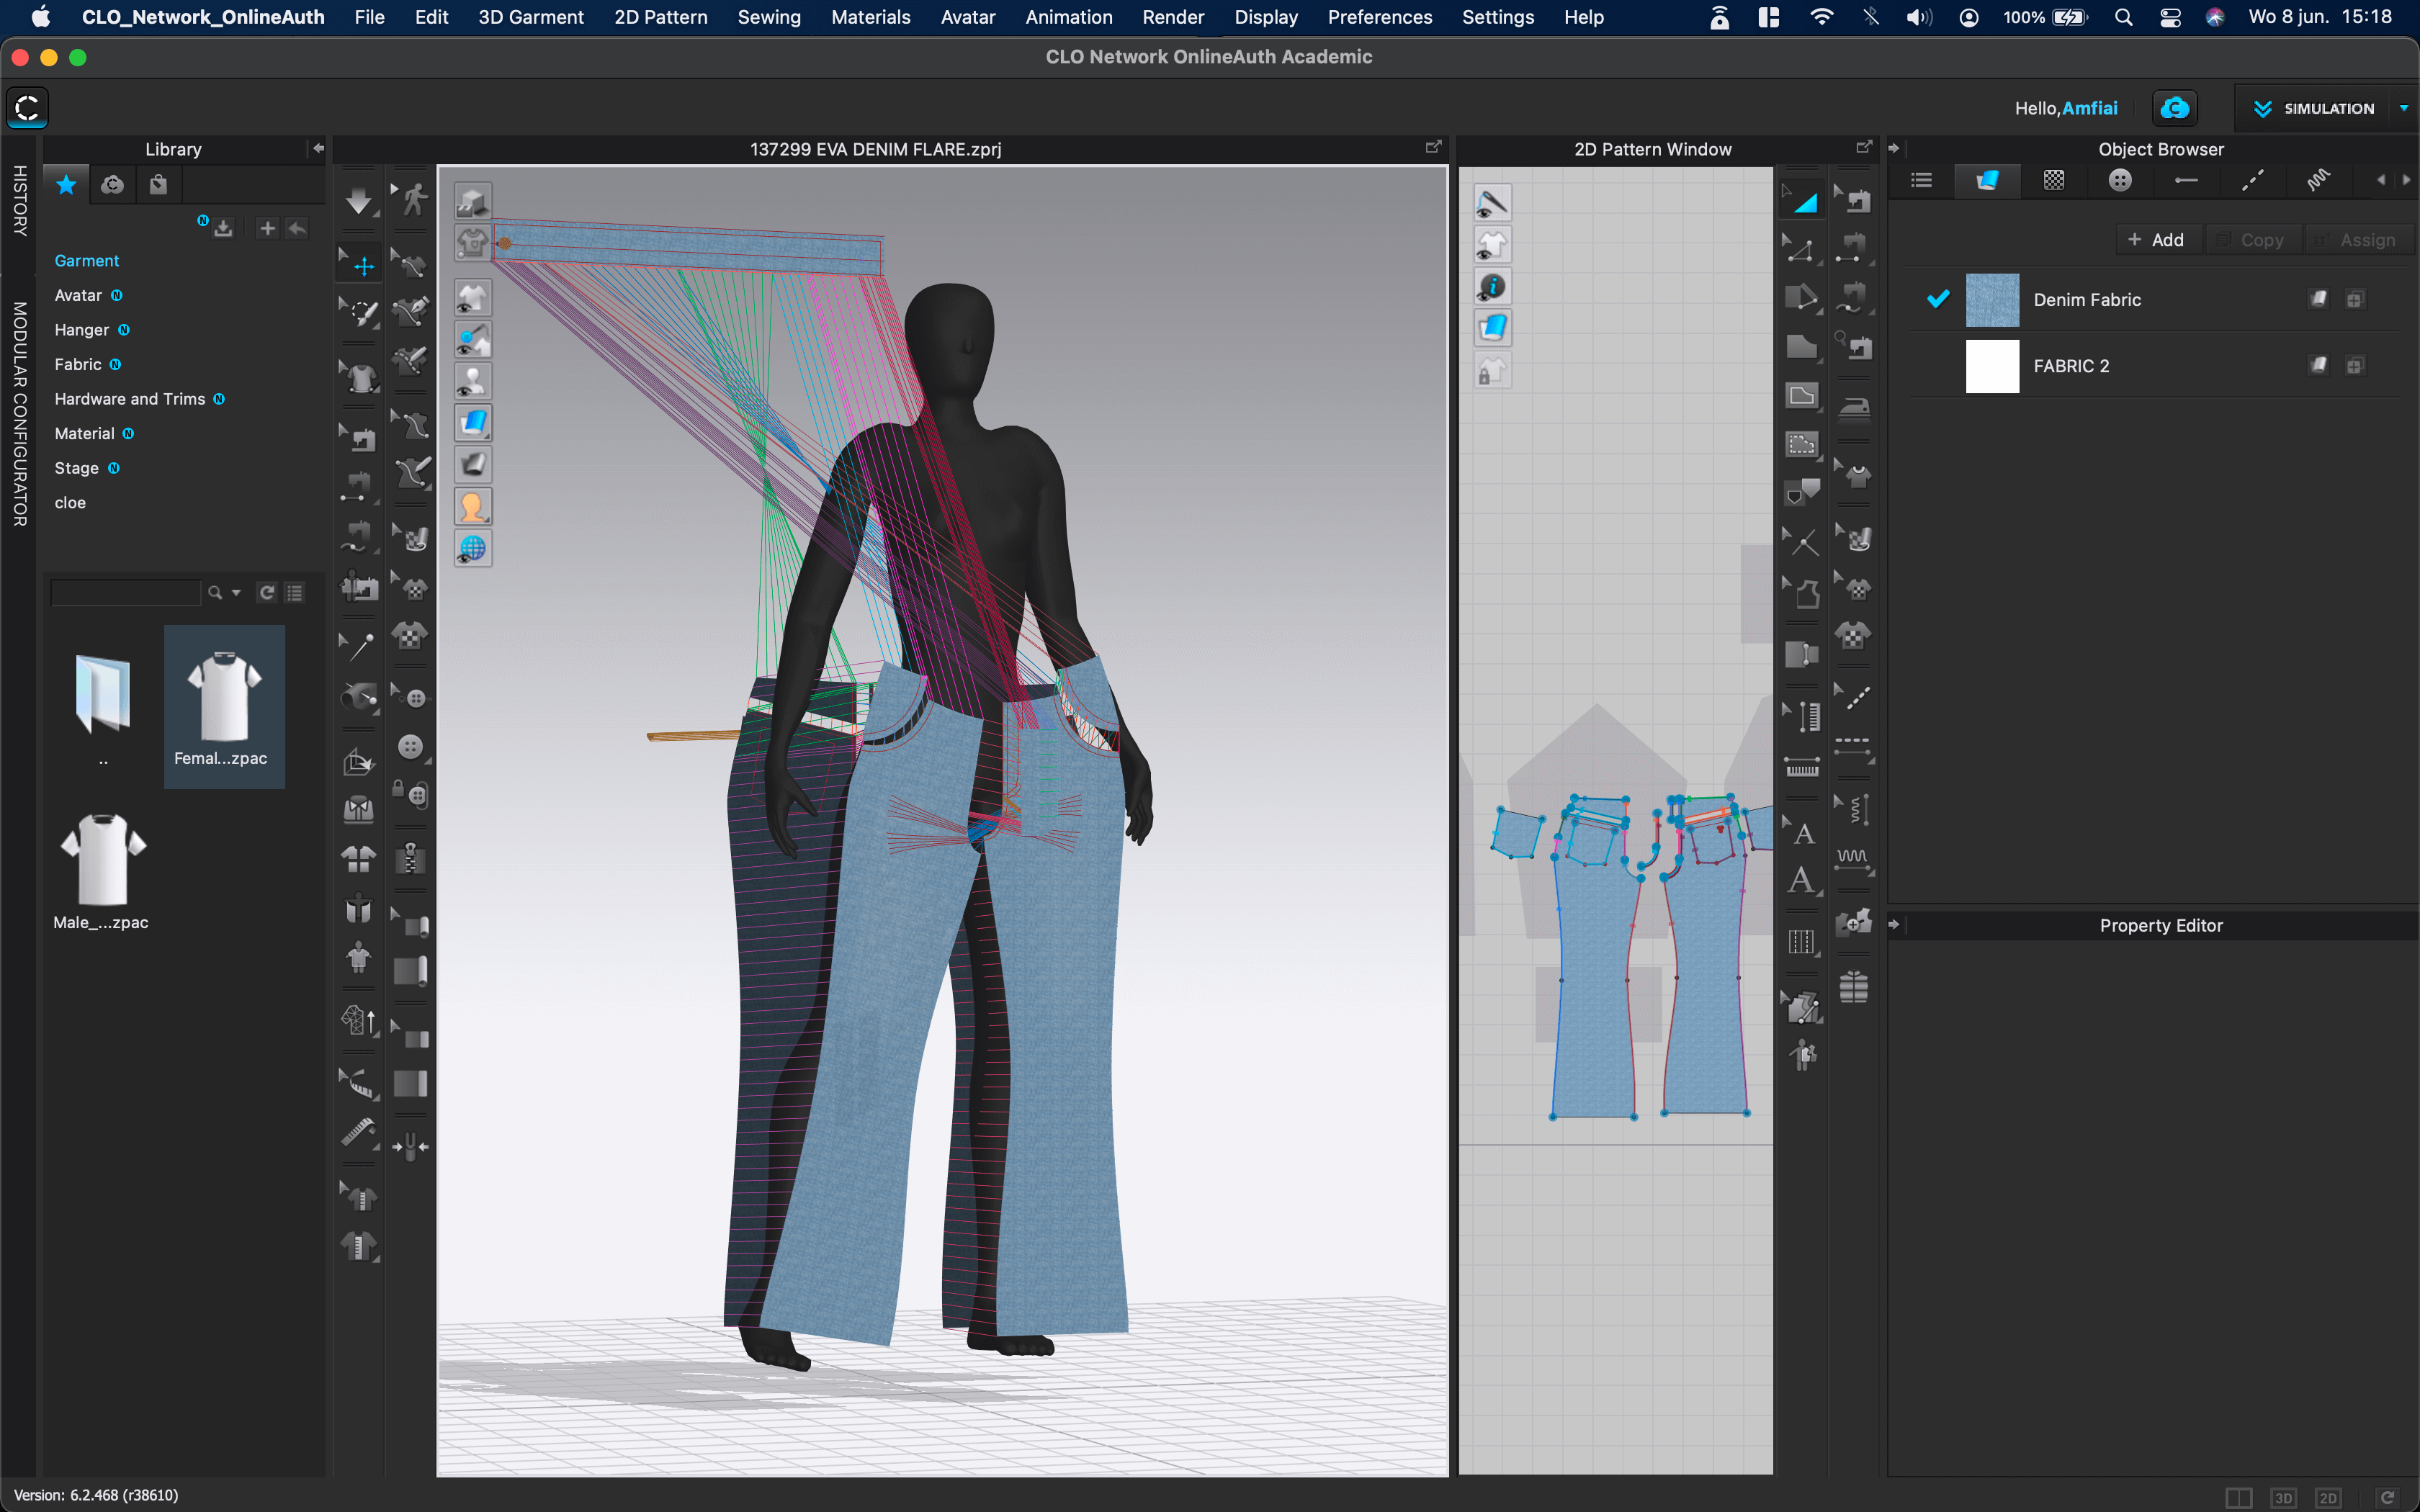 CLO_Network_OnlineAuth File Edit 3D Garment 2D Pattern Sewing Materials Avatar Animation Render Display Preferences Settings Help 100% Wo 8 jun. 15:18
CLO Network OnlineAuth Academic
Hello,Amfiai SIMULATION
HISTORY
MODULAR CONFIGURATOR
Library
N
Garment
Avatar N
Hanger N
Fabric N
Hardware and Trims N
Material N
Stage N
cloe
..
Femal...zpac
Male_...zpac
137299 EVA DENIM FLARE.zprj
2D Pattern Window
A
A
Object Browser
+ Add Copy Assign
Denim Fabric
FABRIC 2
Property Editor
Version: 6.2.468 (r38610)
3D 2D